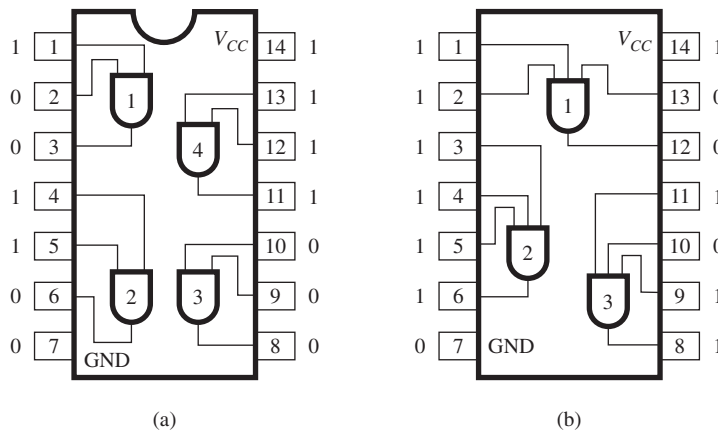 V_CC V_CC
1 1 14 1 1 1 14 1
1 1
0 2 13 1 1 2 13 0
4
0 3 12 1 1 3 12 0
1 4 11 1 1 4 11 1
1 5 10 0 1 5 10 0
2
0 6 2 3 9 0 1 6 3 9 1
0 7 GND 8 0 0 7 GND 8 1
(a) (b)